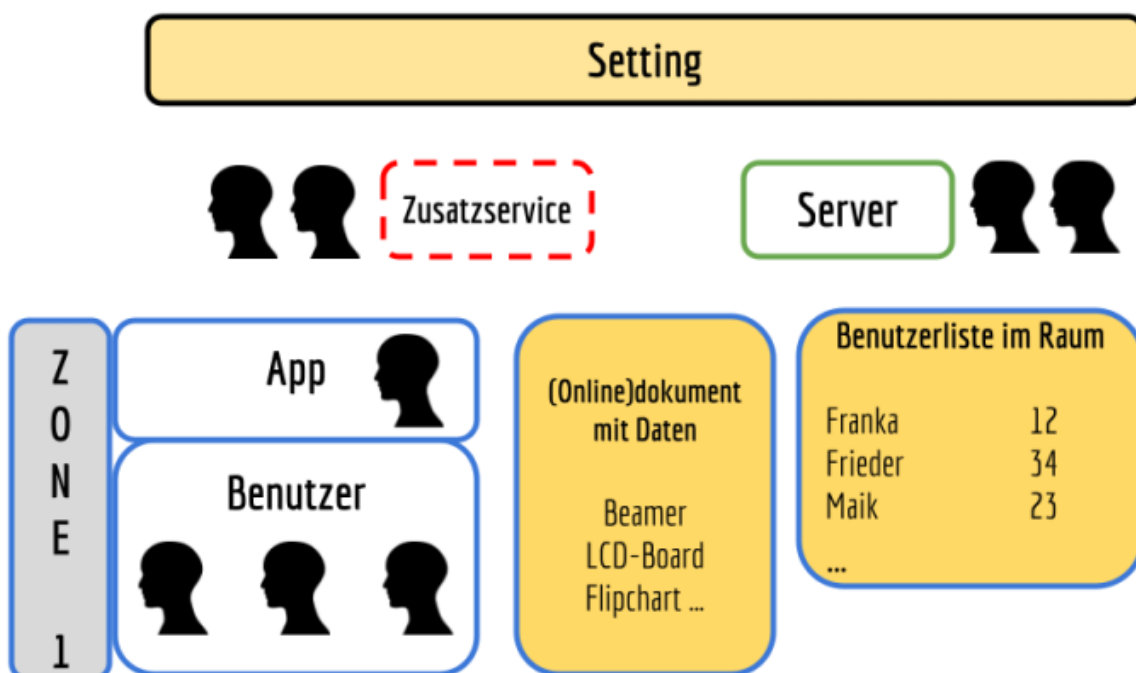 Setting
Zusatzservice
Server
ZONE 1
App
Benutzer
(Online)dokument
mit Daten
Beamer
LCD-Board
Flipchart ...
Benutzerliste im Raum
Franka 12
Frieder 34
Maik 23
...